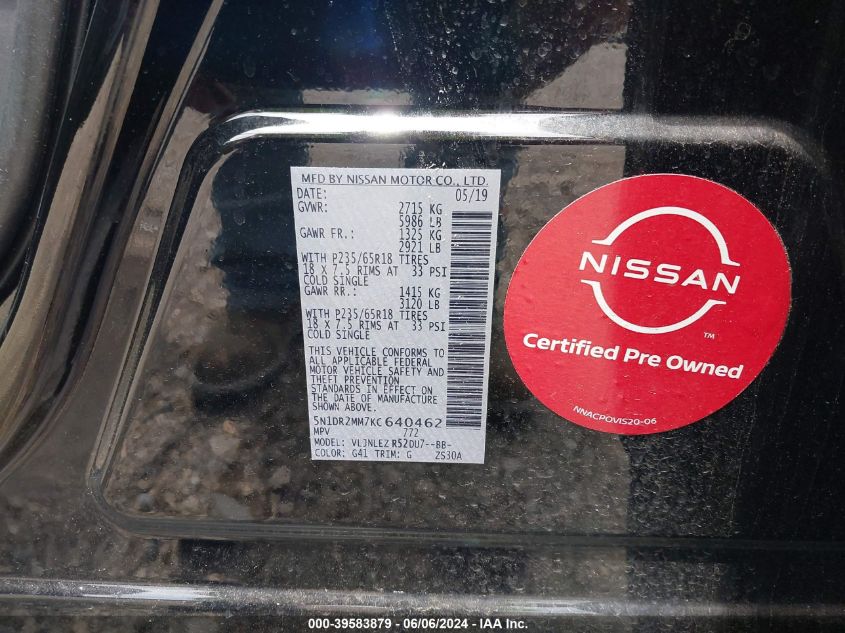 MFD BY NISSAN MOTOR CO., LTD.
DATE: 05/19
GVWR: 2715 KG
5986 LB
GAWR FR.: 1325 KG
2921 LB
WITH P235/65R18 TIRES
18 X 7.5 RIMS AT 33 PSI
COLD SINGLE
GAWR RR.: 1415 KG
3120 LB
WITH P235/65R18 TIRES
18 X 7.5 RIMS AT 33 PSI
COLD SINGLE
THIS VEHICLE CONFORMS TO
ALL APPLICABLE FEDERAL
MOTOR VEHICLE SAFETY AND
THEFT PREVENTION
STANDARDS IN EFFECT ON
THE DATE OF MANUFACTURE
SHOWN ABOVE.
5N1DR2MM7KC640462
MPV 772
MODEL: VLJNLEZ R52DU7--BB-
COLOR: G41 TRIM: G ZS30A
NISSAN
TM
Certified Pre Owned
NNACPOVIS20-06
000-39583879 - 06/06/2024 - IAA Inc.